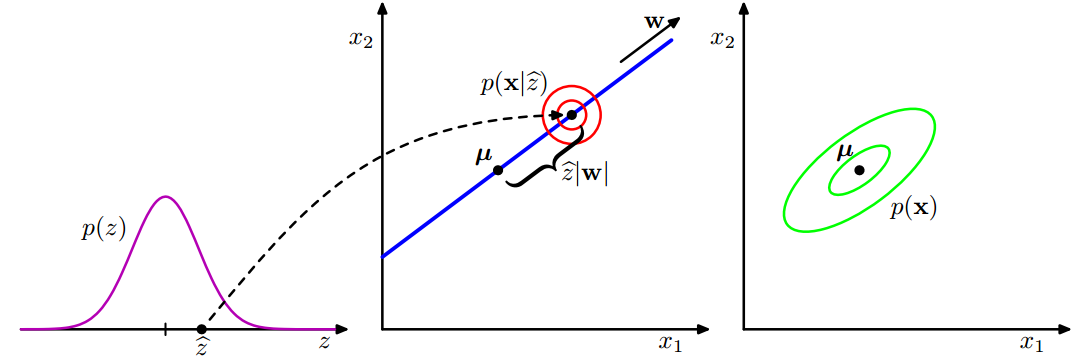 p(z)
ẑ
z
x₂
w
p(x|ẑ)
μ
ẑ|w|
x₁
x₂
μ
p(x)
x₁